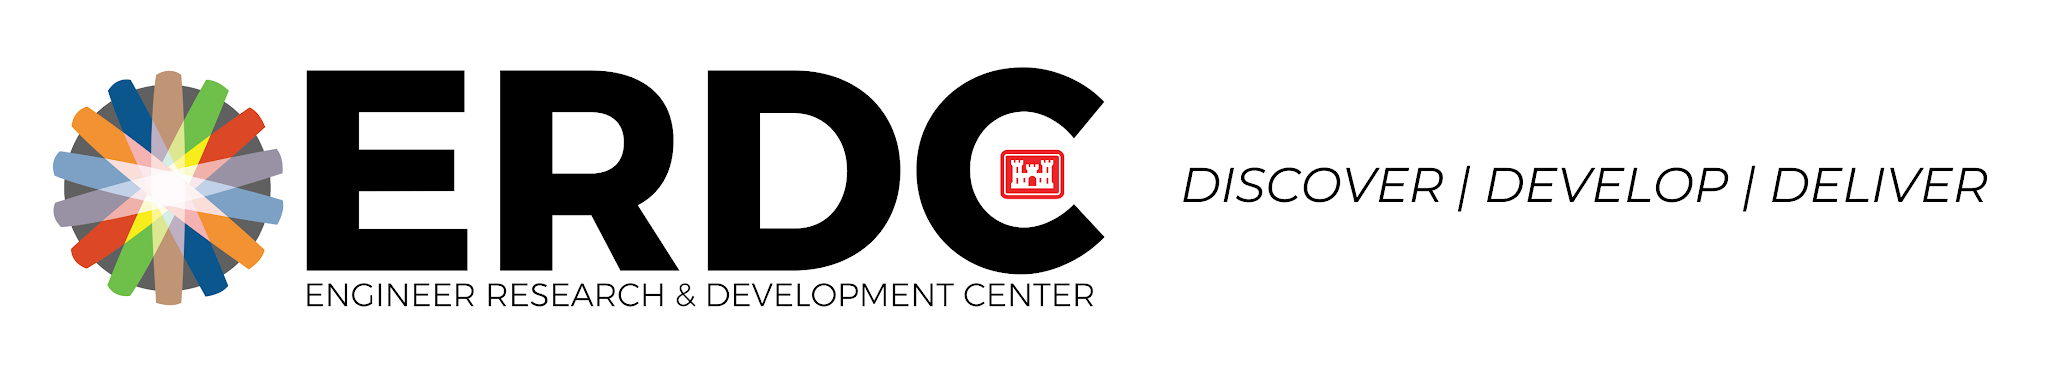 ERDC
ENGINEER RESEARCH & DEVELOPMENT CENTER
DISCOVER | DEVELOP | DELIVER